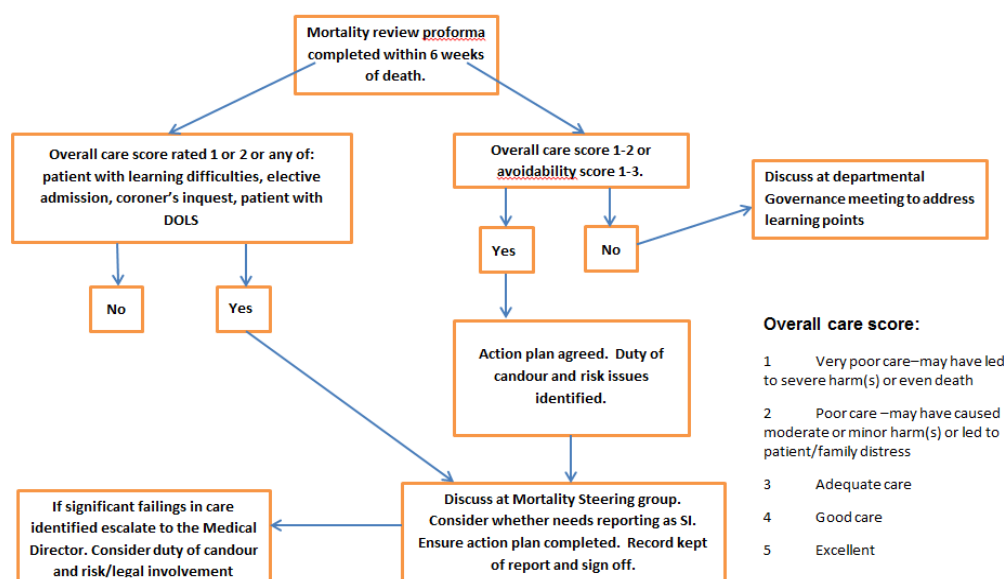 Mortality review proforma
completed within 6 weeks
of death.
Overall care score rated 1 or 2 or any of:
patient with learning difficulties, elective
admission, coroner's inquest, patient with
DOLS
Overall care score 1-2 or
avoidability score 1-3.
Discuss at departmental
Governance meeting to address
learning points
No
Yes
Yes
No
Action plan agreed. Duty of
candour and risk issues
identified.
If significant failings in care
identified escalate to the Medical
Director. Consider duty of candour
and risk/legal involvement
Discuss at Mortality Steering group.
Consider whether needs reporting as SI.
Ensure action plan completed. Record kept
of report and sign off.
Overall care score:
1 Very poor care–may have led
to severe harm(s) or even death
2 Poor care –may have caused
moderate or minor harm(s) or led to
patient/family distress
3 Adequate care
4 Good care
5 Excellent